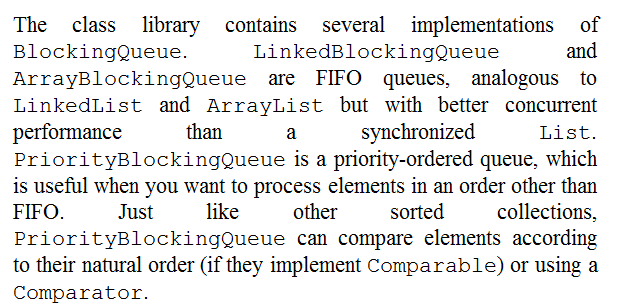 The class library contains several implementations of
BlockingQueue. LinkedBlockingQueue and
ArrayBlockingQueue are FIFO queues, analogous to
LinkedList and ArrayList but with better concurrent
performance than a synchronized List.
PriorityBlockingQueue is a priority-ordered queue, which
is useful when you want to process elements in an order other than
FIFO. Just like other sorted collections,
PriorityBlockingQueue can compare elements according
to their natural order (if they implement Comparable) or using a
Comparator.